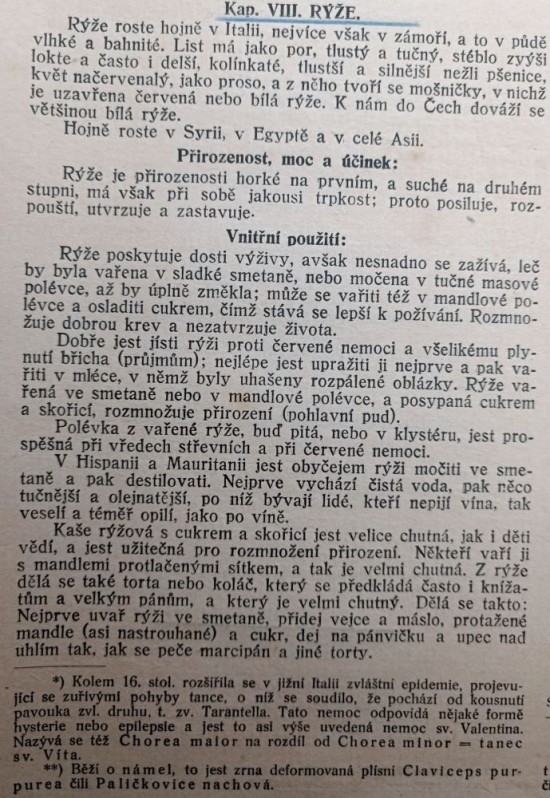 Kap. VIII. RÝŽE.
Rýže roste hojně v Italii, nejvíce však v zámoří, a to v půdě
vlhké a bahnité. List má jako por, tlustý a tučný, stéblo zvýši
lokte a často i delší, kolínkaté, tlustší a silnější nežli pšenice,
květ načervenalý, jako proso, a z něho tvoří se mošničky, v nichž
je uzavřena červená nebo bílá rýže. K nám do Čech dováží se
většinou bílá rýže.
Hojně roste v Syrii, v Egyptě a v celé Asii.
Přirozenost, moc a účinek:
Rýže je přirozenosti horké na prvním, a suché na druhém
stupni, má však při sobě jakousi trpkost; proto posiluje, roz-
pouští, utvrzuje a zastavuje.
Vnitřní použití:
Rýže poskytuje dosti výživy, avšak nesnadno se zažívá, leč
by byla vařena v sladké smetaně, nebo močena v tučné masové
polévce, až by úplně změkla; může se vařiti též v mandlové po-
lévce a osladiti cukrem, čímž stává se lepší k požívání. Rozmno-
žuje dobrou krev a nezatvrzuje života.
Dobře jest jísti rýži proti červené nemoci a všelikému ply-
nutí břicha (průjmům); nejlépe jest upražiti ji nejprve a pak va-
řiti v mléce, v němž byly uhašeny rozpálené oblázky. Rýže va-
řená ve smetaně nebo v mandlové polévce, a posypaná cukrem
a skořicí, rozmnožuje přirození (pohlavní pud).
Polévka z vařené rýže, buď pitá, nebo v klystéru, jest pro-
spěšná při vředech střevních a při červené nemoci.
V Hispanii a Mauritanii jest obyčejem rýži močiti ve sme-
taně a pak destilovati. Nejprve vychází čistá voda, pak něco
tučnější a olejnatější, po níž bývají lidé, kteří nepijí vína, tak
veselí a téměř opilí, jako po víně.
Kaše rýžová s cukrem a skořicí jest velice chutná, jak i děti
vědí, a jest užitečná pro rozmnožení přirození. Někteří vaří ji
s mandlemi protlačenými sítkem, a tak je velmi chutná. Z rýže
dělá se také torta nebo koláč, který se předkládá často i kníža-
tům a velkým pánům, a který je velmi chutný. Dělá se takto:
Nejprve uvař rýži ve smetaně, přidej vejce a máslo, protažené
mandle (asi nastrouhané) a cukr, dej na pánvičku a upec nad
uhlím tak, jak se peče marcipán a jiné torty.
*) Kolem 16. stol. rozšířila se v jižní Italii zvláštní epidemie, projevu-
jící se zuřivými pohyby tance, o níž se soudilo, že pochází od kousnutí
pavouka zvl. druhu, t. zv. Tarantella. Tato nemoc odpovídá nějaké formě
hysterie nebo epilepsie a jest to asi výše uvedená nemoc sv. Valentina.
Nazývá se též Chorea maior na rozdíl od Chorea minor = tanec
sv. Víta.
**) Běží o námel, to jest zrna deformovaná plísní Claviceps pur-
purea čili Paličkovice nachová.